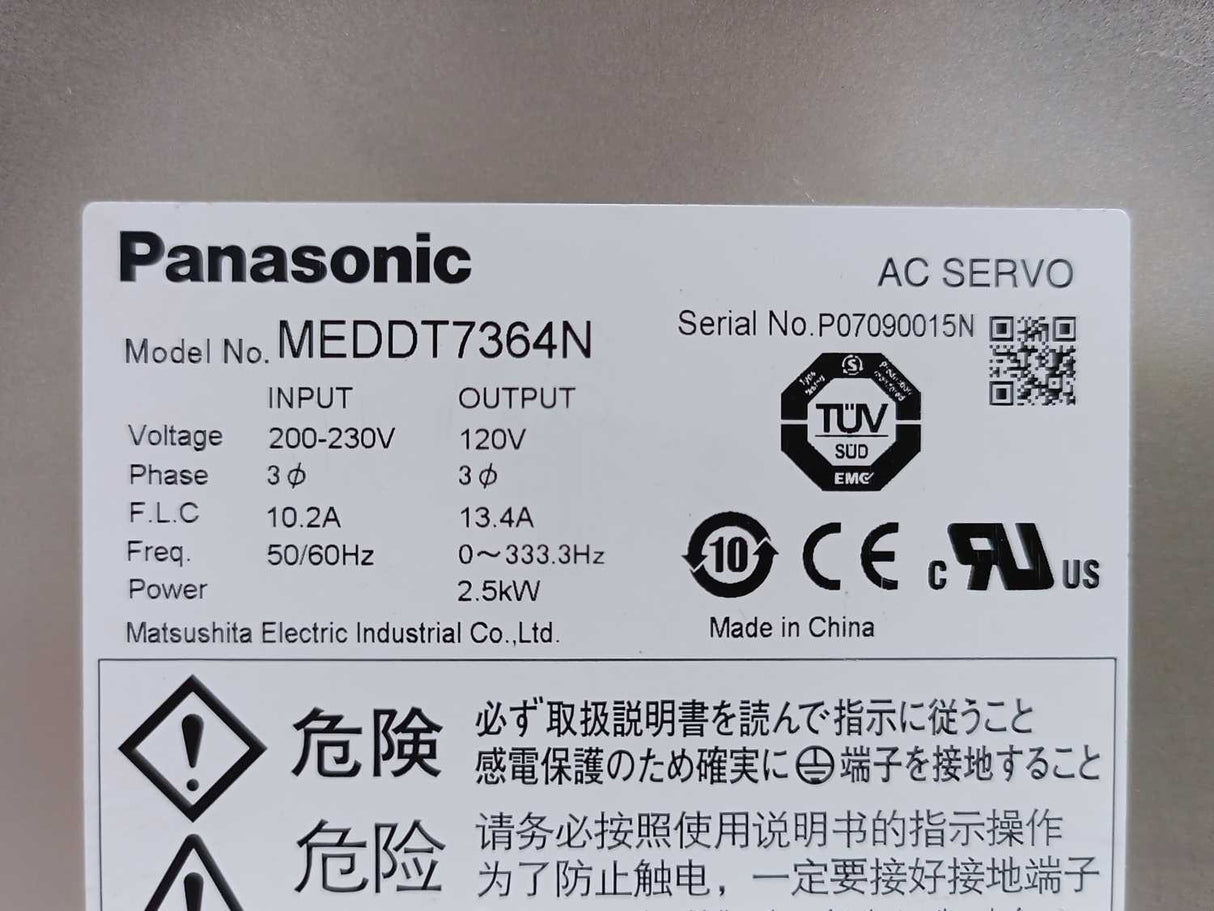 Panasonic
AC SERVO
Model No. MEDDT7364N
Serial No.P07090015N
INPUT OUTPUT
Voltage 200-230V 120V
Phase 3ϕ 3ϕ
F.L.C 10.2A 13.4A
Freq. 50/60Hz 0～333.3Hz
Power 2.5kW
TÜV
SÜD
EMC
10
CE
c RU US
Matsushita Electric Industrial Co.,Ltd.
Made in China
危険
必ず取扱説明書を読んで指示に従うこと
感電保護のため確実に端子を接地すること
危险
请务必按照使用说明书的指示操作
为了防止触电，一定要接好接地端子